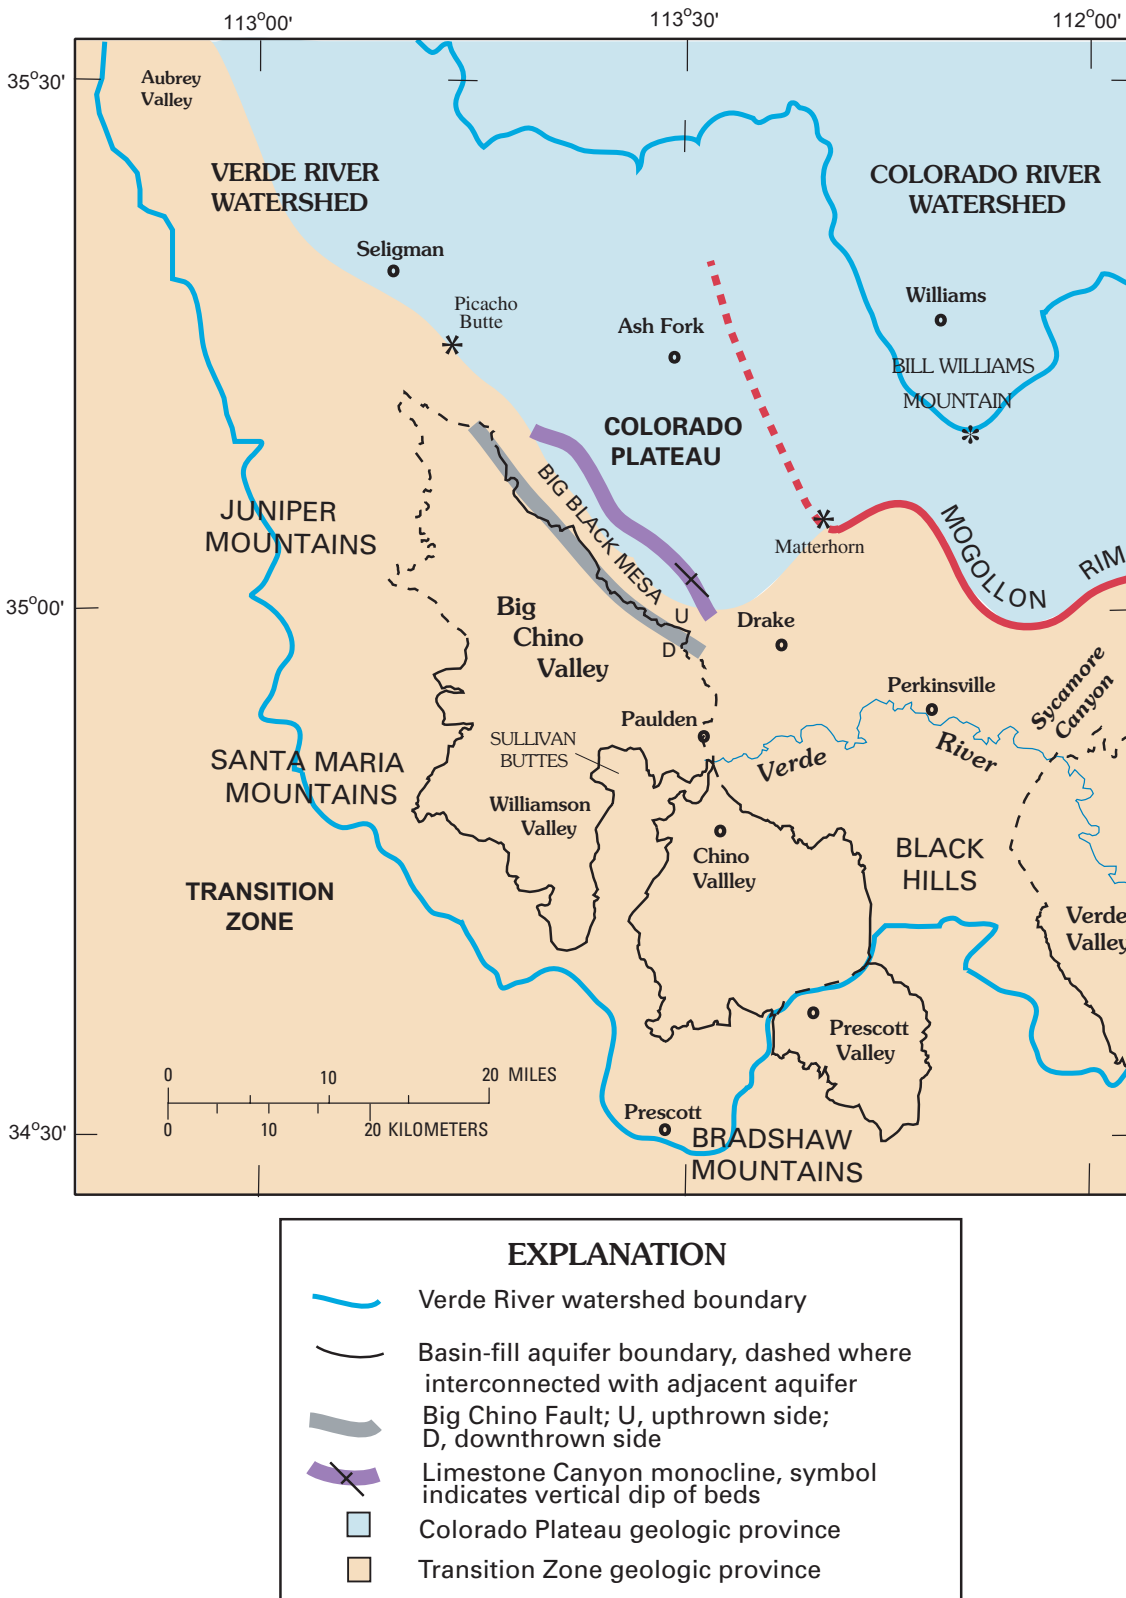 113°00'
113°30'
112°00'
35°30'
Aubrey
Valley
VERDE RIVER
WATERSHED
COLORADO RIVER
WATERSHED
Seligman
Picacho
Butte
Ash Fork
Williams
BILL WILLIAMS
MOUNTAIN
COLORADO
PLATEAU
BIG BLACK MESA
JUNIPER
MOUNTAINS
Matterhorn
MOGOLLON
RIM
35°00'
Big
Chino
Valley
U
D
Drake
Perkinsville
Sycamore
Canyon
Paulden
SULLIVAN
BUTTES
Verde
River
SANTA MARIA
MOUNTAINS
Williamson
Valley
Chino
Vallley
BLACK
HILLS
TRANSITION
ZONE
Verde
Valley
Prescott
Valley
0 10 20 MILES
0 10 20 KILOMETERS
34°30'
Prescott
BRADSHAW
MOUNTAINS
EXPLANATION
Verde River watershed boundary
Basin-fill aquifer boundary, dashed where
interconnected with adjacent aquifer
Big Chino Fault; U, upthrown side;
D, downthrown side
Limestone Canyon monocline, symbol
indicates vertical dip of beds
Colorado Plateau geologic province
Transition Zone geologic province